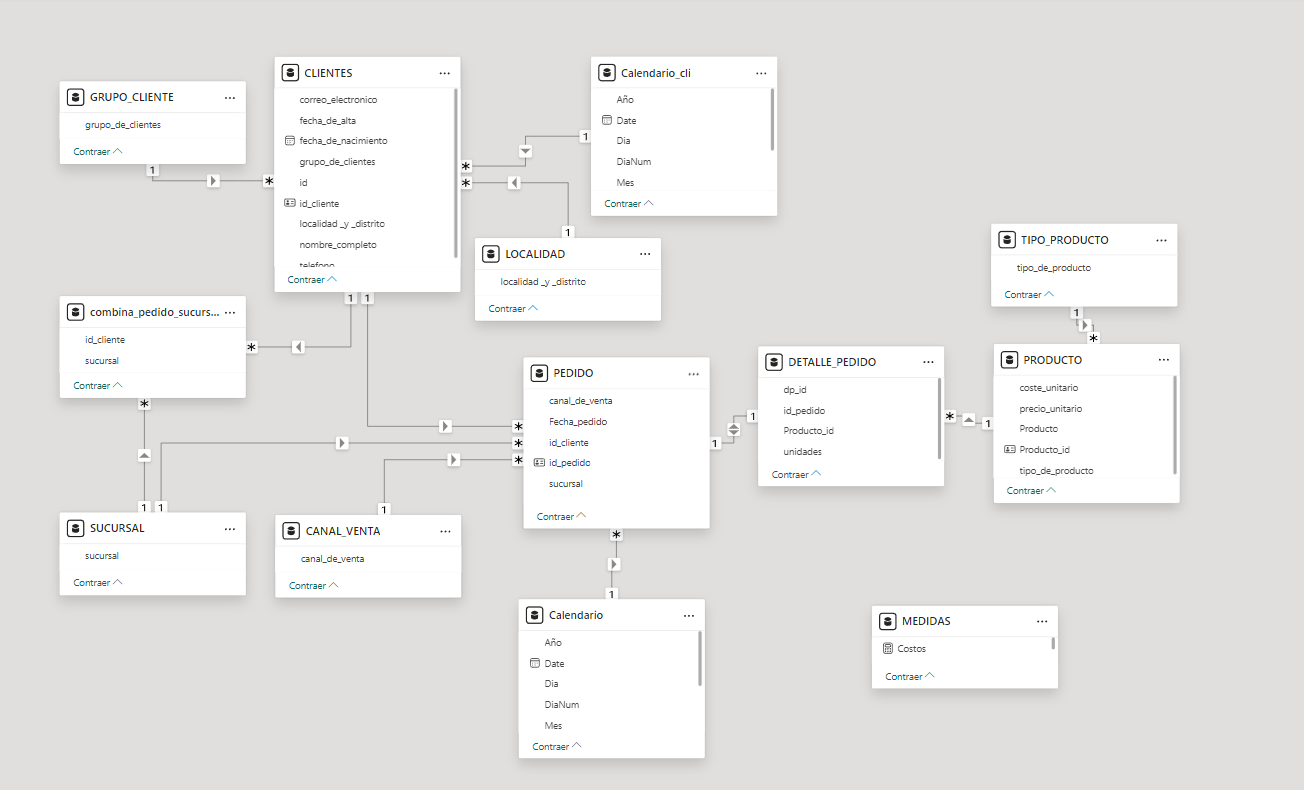 GRUPO_CLIENTE
grupo_de_clientes
Contraer
1
*
CLIENTES
correo_electronico
fecha_de_alta
fecha_de_nacimiento
grupo_de_clientes
id
id_cliente
localidad _y _distrito
nombre_completo
telefono
Contraer
1
1
*
*
Calendario_cli
Año
Date
Dia
DiaNum
Mes
Contraer
1
1
LOCALIDAD
localidad _y _distrito
Contraer
TIPO_PRODUCTO
tipo_de_producto
Contraer
1
*
combina_pedido_sucurs...
id_cliente
sucursal
Contraer
*
*
PEDIDO
canal_de_venta
Fecha_pedido
id_cliente
id_pedido
sucursal
Contraer
*
*
*
1
*
DETALLE_PEDIDO
dp_id
id_pedido
Producto_id
unidades
Contraer
1
*
PRODUCTO
coste_unitario
precio_unitario
Producto
Producto_id
tipo_de_producto
Contraer
1
1
1
SUCURSAL
sucursal
Contraer
1
CANAL_VENTA
canal_de_venta
Contraer
1
Calendario
Año
Date
Dia
DiaNum
Mes
Contraer
MEDIDAS
Costos
Contraer